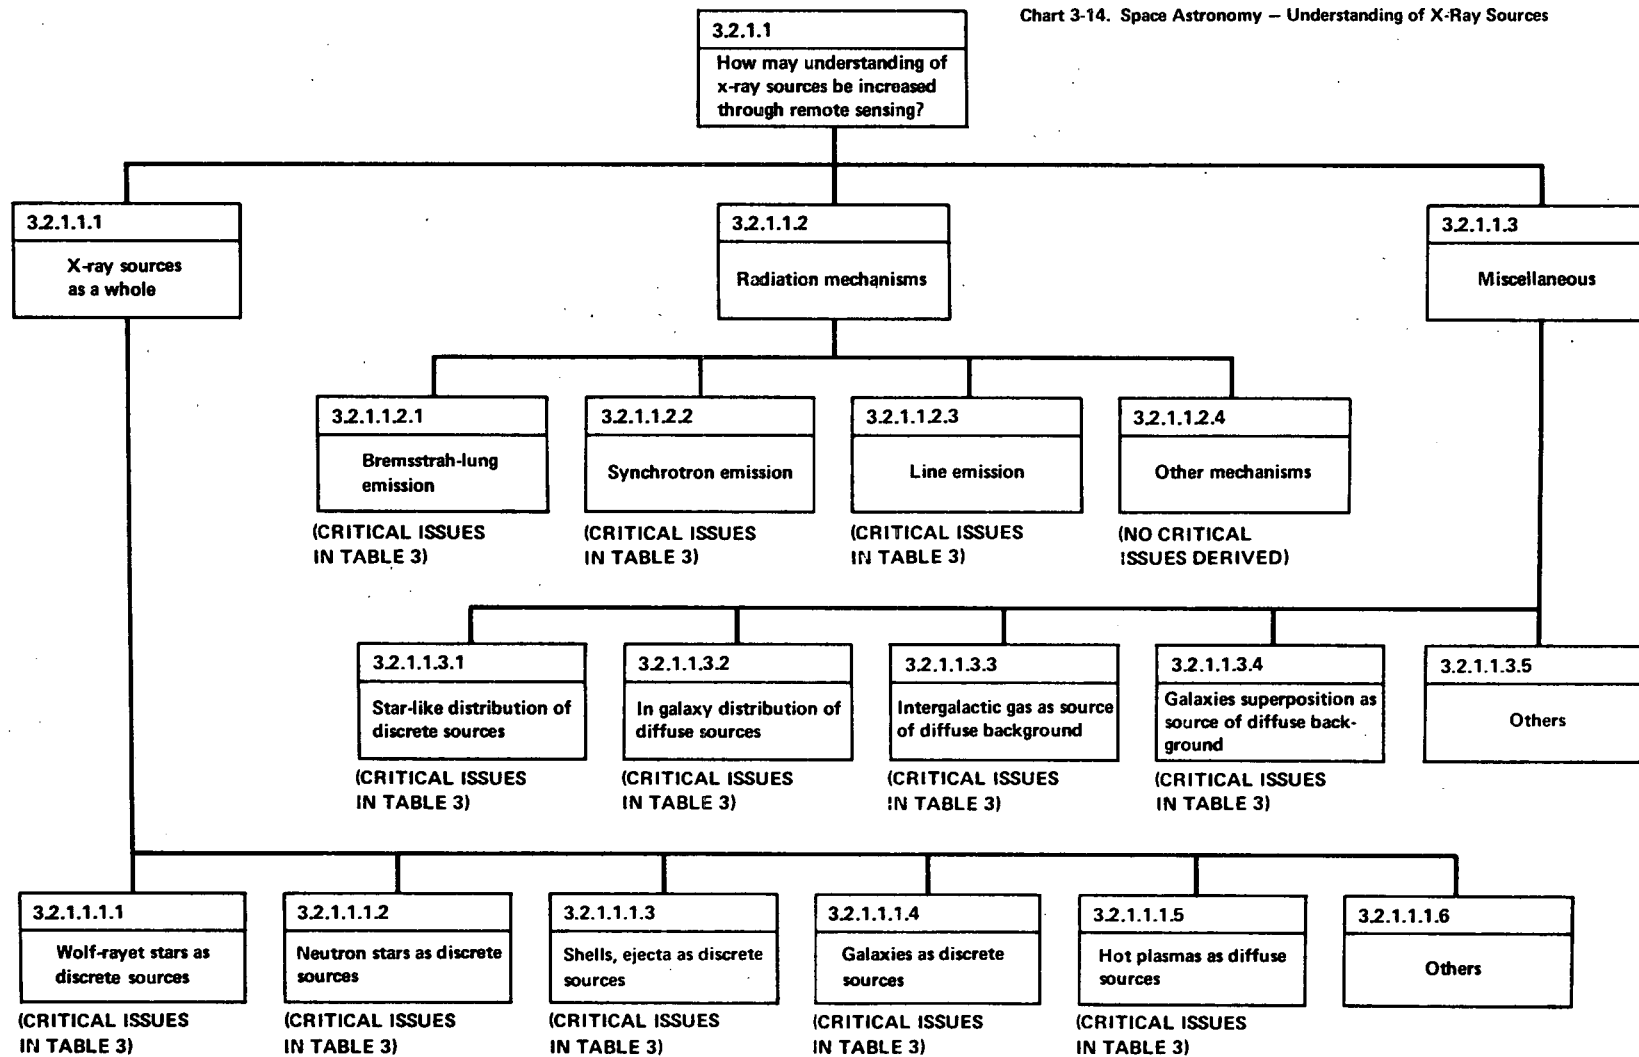 Chart 3-14. Space Astronomy – Understanding of X-Ray Sources
3.2.1.1
How may understanding of
x-ray sources be increased
through remote sensing?
3.2.1.1.1
X-ray sources
as a whole
3.2.1.1.2
Radiation mechanisms
3.2.1.1.3
Miscellaneous
3.2.1.1.2.1
Bremsstrah-lung
emission
(CRITICAL ISSUES
IN TABLE 3)
3.2.1.1.2.2
Synchrotron emission
(CRITICAL ISSUES
IN TABLE 3)
3.2.1.1.2.3
Line emission
(CRITICAL ISSUES
IN TABLE 3)
3.2.1.1.2.4
Other mechanisms
(NO CRITICAL
ISSUES DERIVED)
3.2.1.1.3.1
Star-like distribution of
discrete sources
(CRITICAL ISSUES
IN TABLE 3)
3.2.1.1.3.2
In galaxy distribution of
diffuse sources
(CRITICAL ISSUES
IN TABLE 3)
3.2.1.1.3.3
Intergalactic gas as source
of diffuse background
(CRITICAL ISSUES
IN TABLE 3)
3.2.1.1.3.4
Galaxies superposition as
source of diffuse back-
ground
(CRITICAL ISSUES
IN TABLE 3)
3.2.1.1.3.5
Others
3.2.1.1.1.1
Wolf-rayet stars as
discrete sources
(CRITICAL ISSUES
IN TABLE 3)
3.2.1.1.1.2
Neutron stars as discrete
sources
(CRITICAL ISSUES
IN TABLE 3)
3.2.1.1.1.3
Shells, ejecta as discrete
sources
(CRITICAL ISSUES
IN TABLE 3)
3.2.1.1.1.4
Galaxies as discrete
sources
(CRITICAL ISSUES
IN TABLE 3)
3.2.1.1.1.5
Hot plasmas as diffuse
sources
(CRITICAL ISSUES
IN TABLE 3)
3.2.1.1.1.6
Others